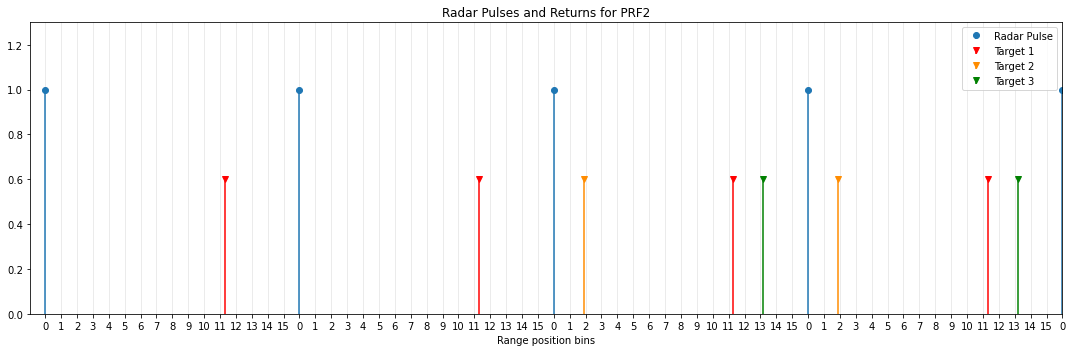 Radar Pulses and Returns for PRF2
1.2
1.0
0.8
0.6
0.4
0.2
0.0
Radar Pulse
Target 1
Target 2
Target 3
0 1 2 3 4 5 6 7 8 9 10 11 12 13 14 15 0 1 2 3 4 5 6 7 8 9 10 11 12 13 14 15 0 1 2 3 4 5 6 7 8 9 10 11 12 13 14 15 0 1 2 3 4 5 6 7 8 9 10 11 12 13 14 15 0
Range position bins